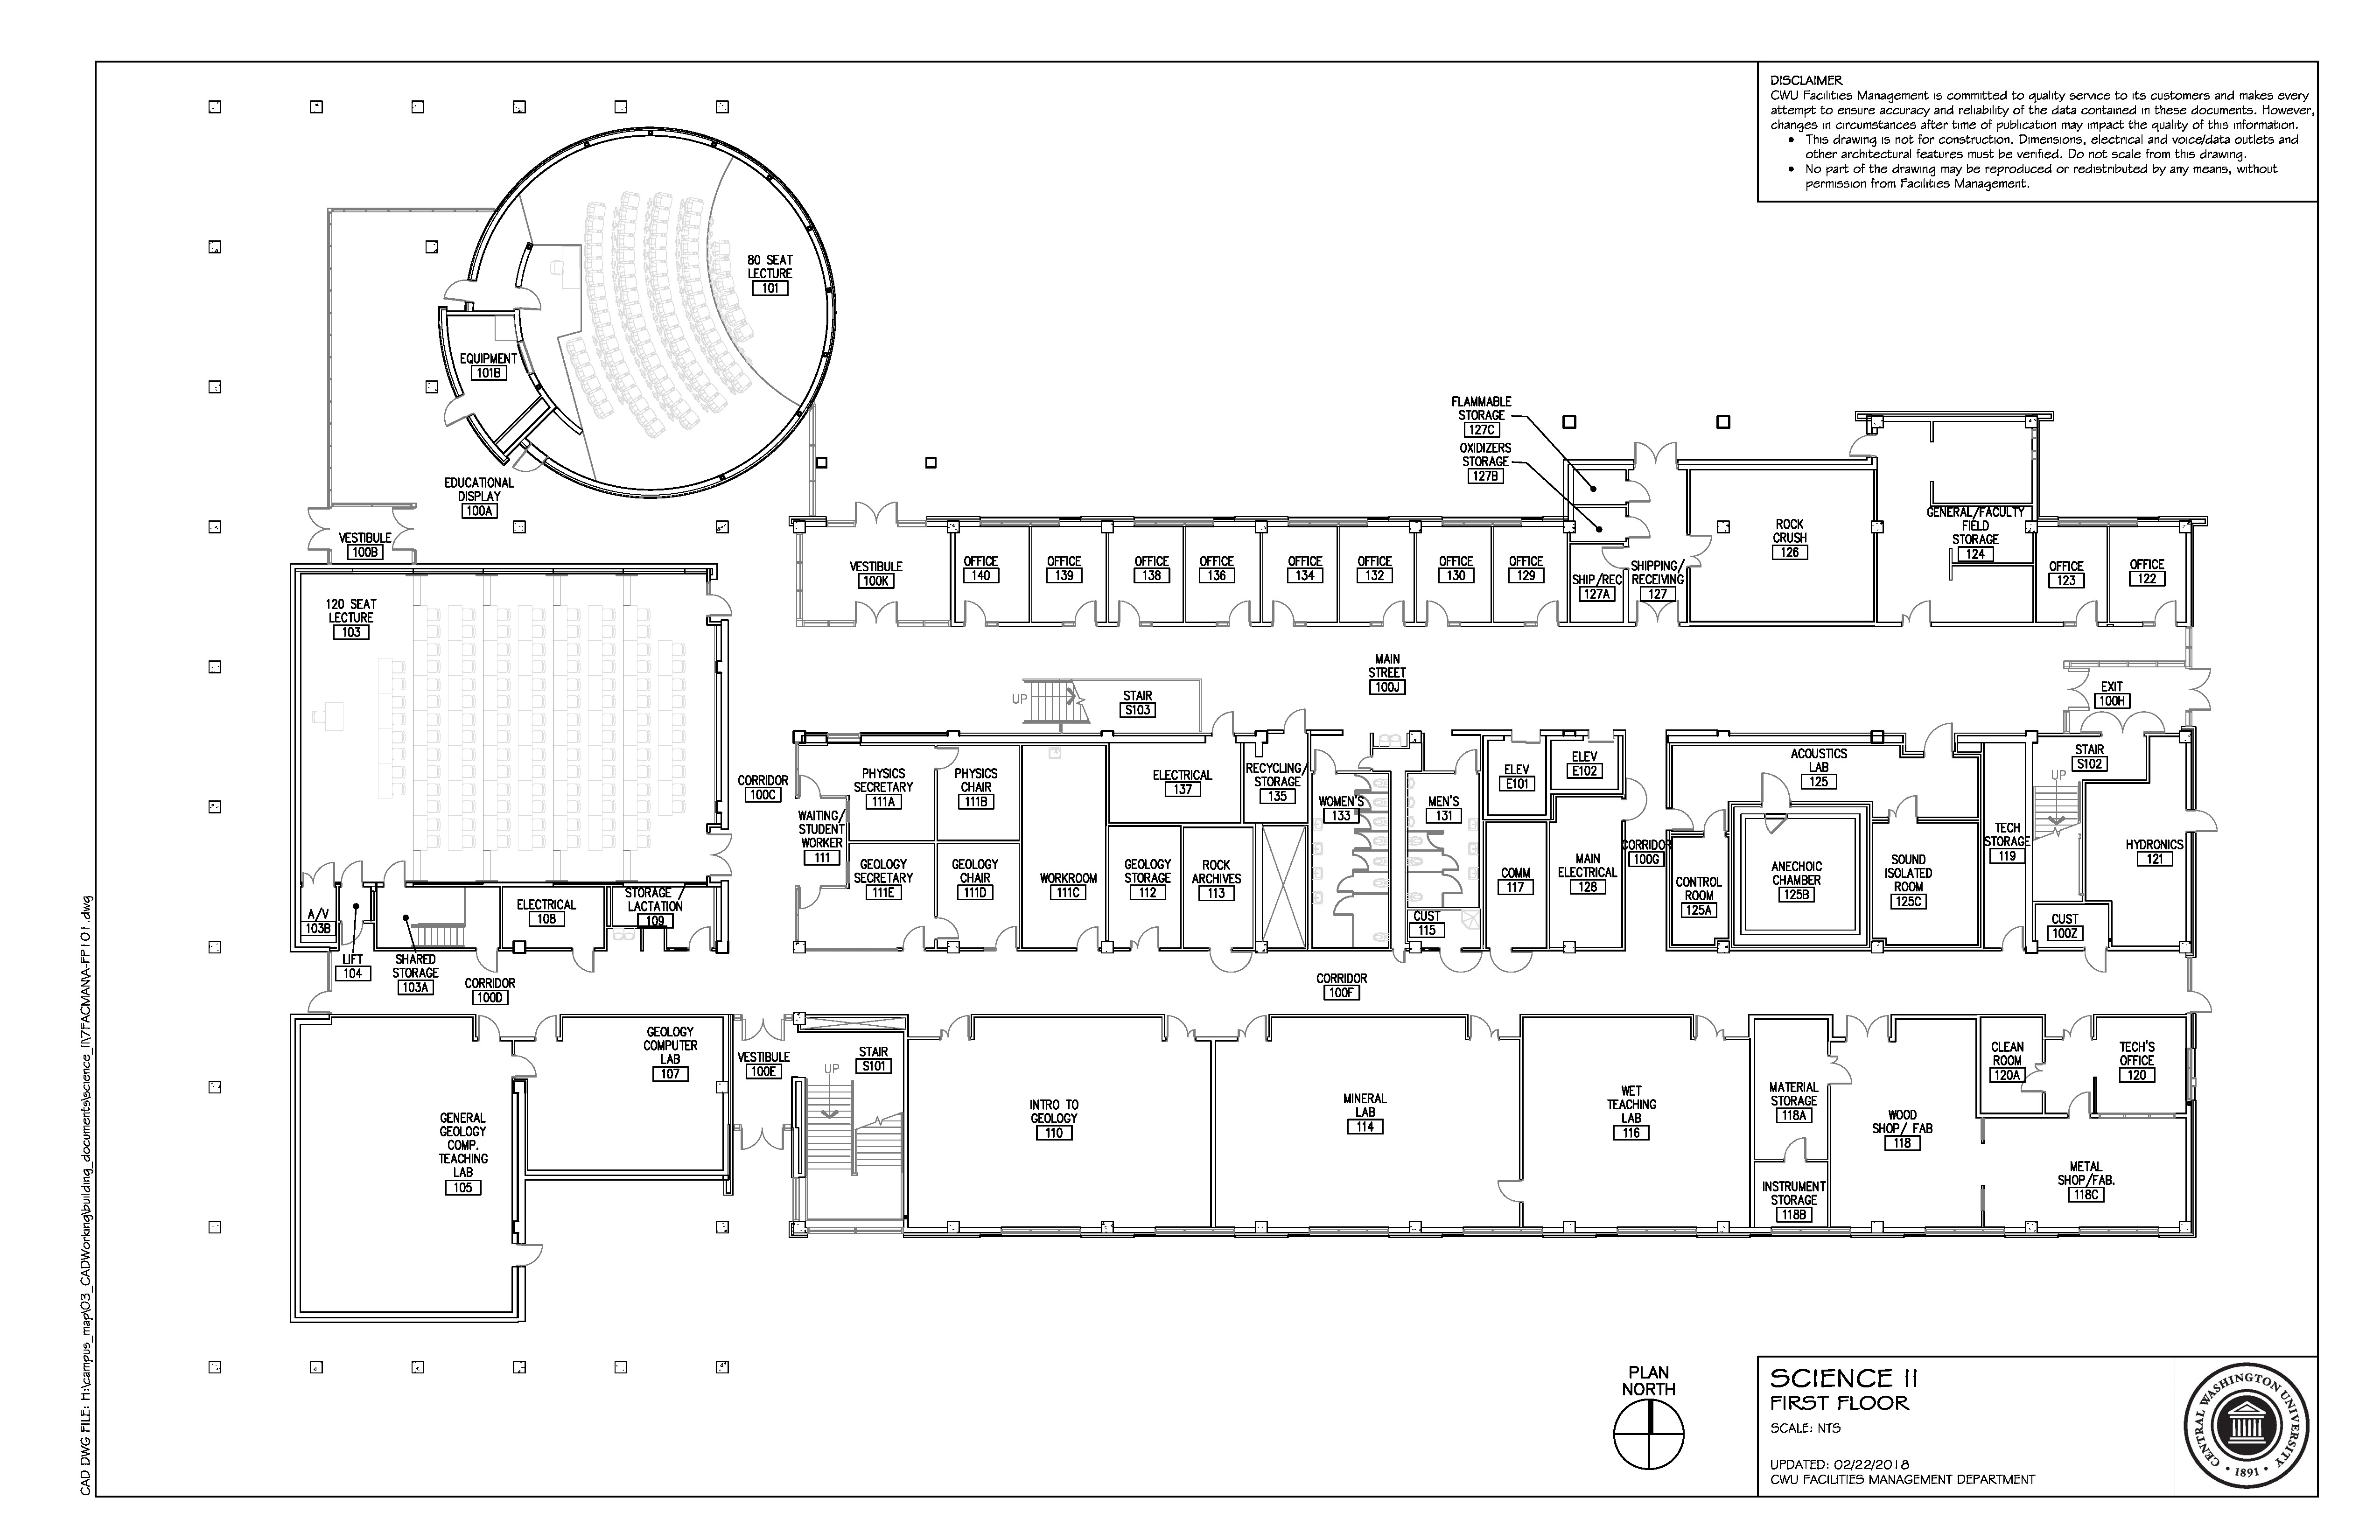 DISCLAIMER
CWU Facilities Management is committed to quality service to its customers and makes every
attempt to ensure accuracy and reliability of the data contained in these documents. However,
changes in circumstances after time of publication may impact the quality of this information.
• This drawing is not for construction. Dimensions, electrical and voice/data outlets and
other architectural features must be verified. Do not scale from this drawing.
• No part of the drawing may be reproduced or redistributed by any means, without
permission from Facilities Management.
80 SEAT
LECTURE
101
EQUIPMENT
101B
EDUCATIONAL
DISPLAY
100A
VESTIBULE
100B
FLAMMABLE
STORAGE
127C
OXIDIZERS
STORAGE
127B
VESTIBULE
100K
OFFICE
140
OFFICE
139
OFFICE
138
OFFICE
136
OFFICE
134
OFFICE
132
OFFICE
130
OFFICE
129
SHIP/REC
127A
SHIPPING/
RECEIVING
127
ROCK
CRUSH
126
GENERAL/FACULTY
FIELD
STORAGE
124
OFFICE
123
OFFICE
122
120 SEAT
LECTURE
103
MAIN
STREET
100J
UP
STAIR
S103
EXIT
100H
CORRIDOR
100C
PHYSICS
SECRETARY
111A
PHYSICS
CHAIR
111B
WAITING/
STUDENT
WORKER
111
GEOLOGY
SECRETARY
111E
GEOLOGY
CHAIR
111D
WORKROOM
111C
ELECTRICAL
137
GEOLOGY
STORAGE
112
ROCK
ARCHIVES
113
RECYCLING/
STORAGE
135
WOMEN'S
133
MEN'S
131
CUST
115
ELEV
E101
ELEV
E102
COMM
117
MAIN
ELECTRICAL
128
CORRIDOR
100G
ACOUSTICS
LAB
125
CONTROL
ROOM
125A
ANECHOIC
CHAMBER
125B
SOUND
ISOLATED
ROOM
125C
TECH
STORAGE
119
STAIR
S102
UP
HYDRONICS
121
CUST
100Z
A/V
103B
LIFT
104
SHARED
STORAGE
103A
ELECTRICAL
108
STORAGE
LACTATION
109
CORRIDOR
100D
CORRIDOR
100F
GENERAL
GEOLOGY
COMP.
TEACHING
LAB
105
GEOLOGY
COMPUTER
LAB
107
VESTIBULE
100E
STAIR
S101
UP
INTRO TO
GEOLOGY
110
MINERAL
LAB
114
WET
TEACHING
LAB
116
MATERIAL
STORAGE
118A
INSTRUMENT
STORAGE
118B
WOOD
SHOP/ FAB
118
CLEAN
ROOM
120A
TECH'S
OFFICE
120
METAL
SHOP/FAB.
118C
PLAN
NORTH
SCIENCE II
FIRST FLOOR
SCALE: NTS
UPDATED: 02/22/2018
CWU FACILITIES MANAGEMENT DEPARTMENT
CENTRAL WASHINGTON UNIVERSITY
• 1891 •
CAD DWG FILE: H:\campus_map\03_CADWorking\building_documents\science_II\7FACMANA-FP101.dwg